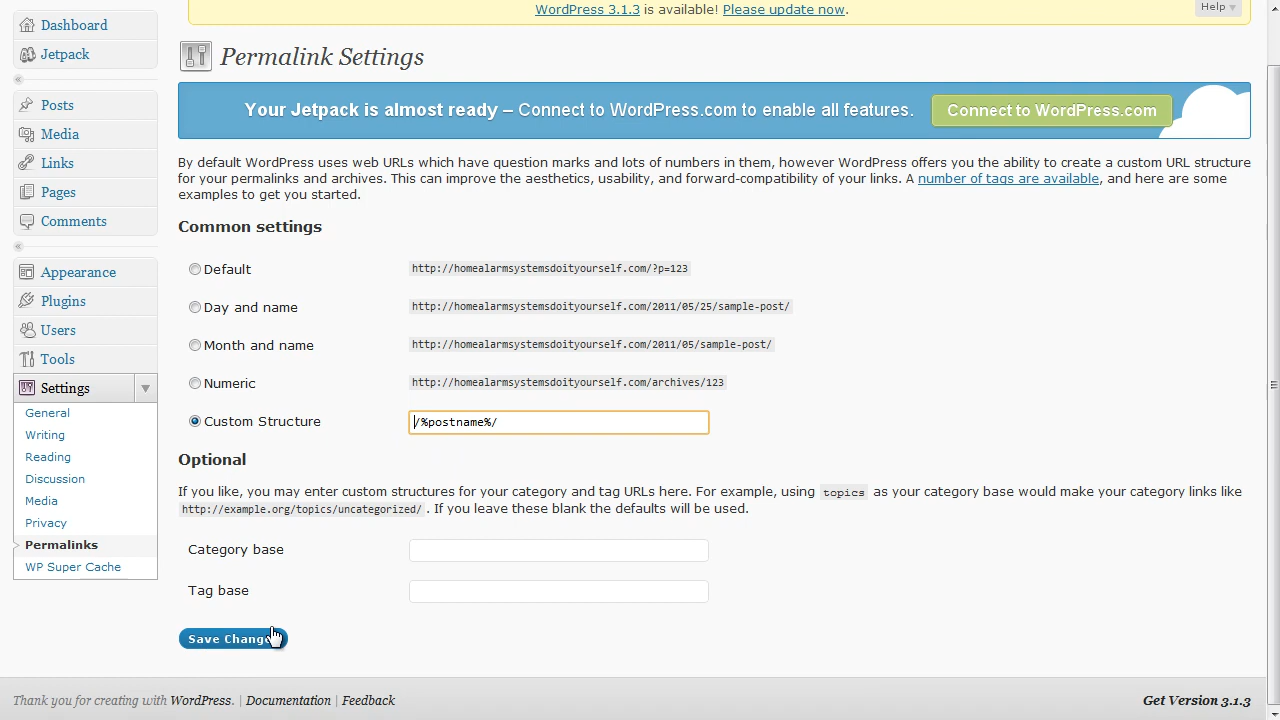 WordPress 3.1.3 is available! Please update now.
Help
Dashboard
Jetpack
Posts
Media
Links
Pages
Comments
Appearance
Plugins
Users
Tools
Settings
General
Writing
Reading
Discussion
Media
Privacy
Permalinks
WP Super Cache
Permalink Settings
Your Jetpack is almost ready – Connect to WordPress.com to enable all features.
Connect to WordPress.com
By default WordPress uses web URLs which have question marks and lots of numbers in them, however WordPress offers you the ability to create a custom URL structure
for your permalinks and archives. This can improve the aesthetics, usability, and forward-compatibility of your links. A number of tags are available, and here are some
examples to get you started.
Common settings
Default http://homealarmsystemsdoityourself.com/?p=123
Day and name http://homealarmsystemsdoityourself.com/2011/05/25/sample-post/
Month and name http://homealarmsystemsdoityourself.com/2011/05/sample-post/
Numeric http://homealarmsystemsdoityourself.com/archives/123
Custom Structure /%postname%/
Optional
If you like, you may enter custom structures for your category and tag URLs here. For example, using topics as your category base would make your category links like
http://example.org/topics/uncategorized/ . If you leave these blank the defaults will be used.
Category base
Tag base
Save Change
Thank you for creating with WordPress. | Documentation | Feedback
Get Version 3.1.3